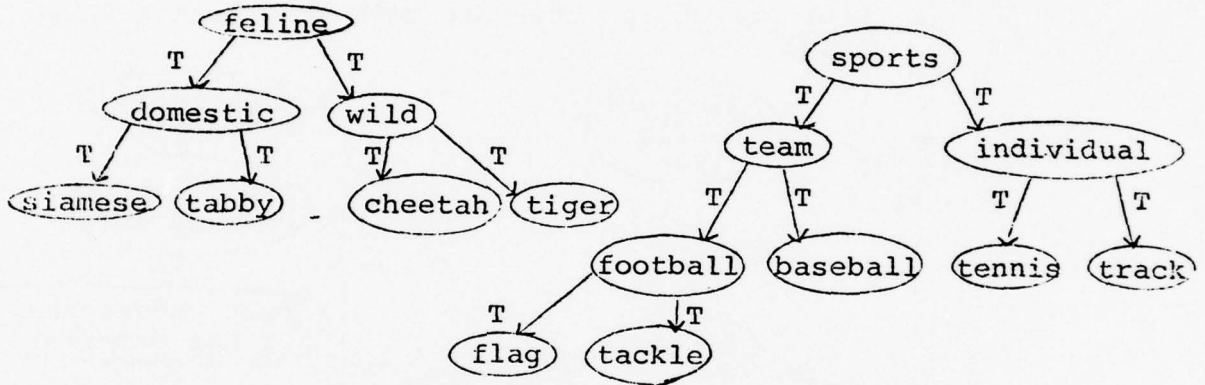 feline
T T
domestic wild
T T T T
siamese tabby cheetah tiger
sports
T T
team individual
T T T T
football baseball tennis track
T T
flag tackle